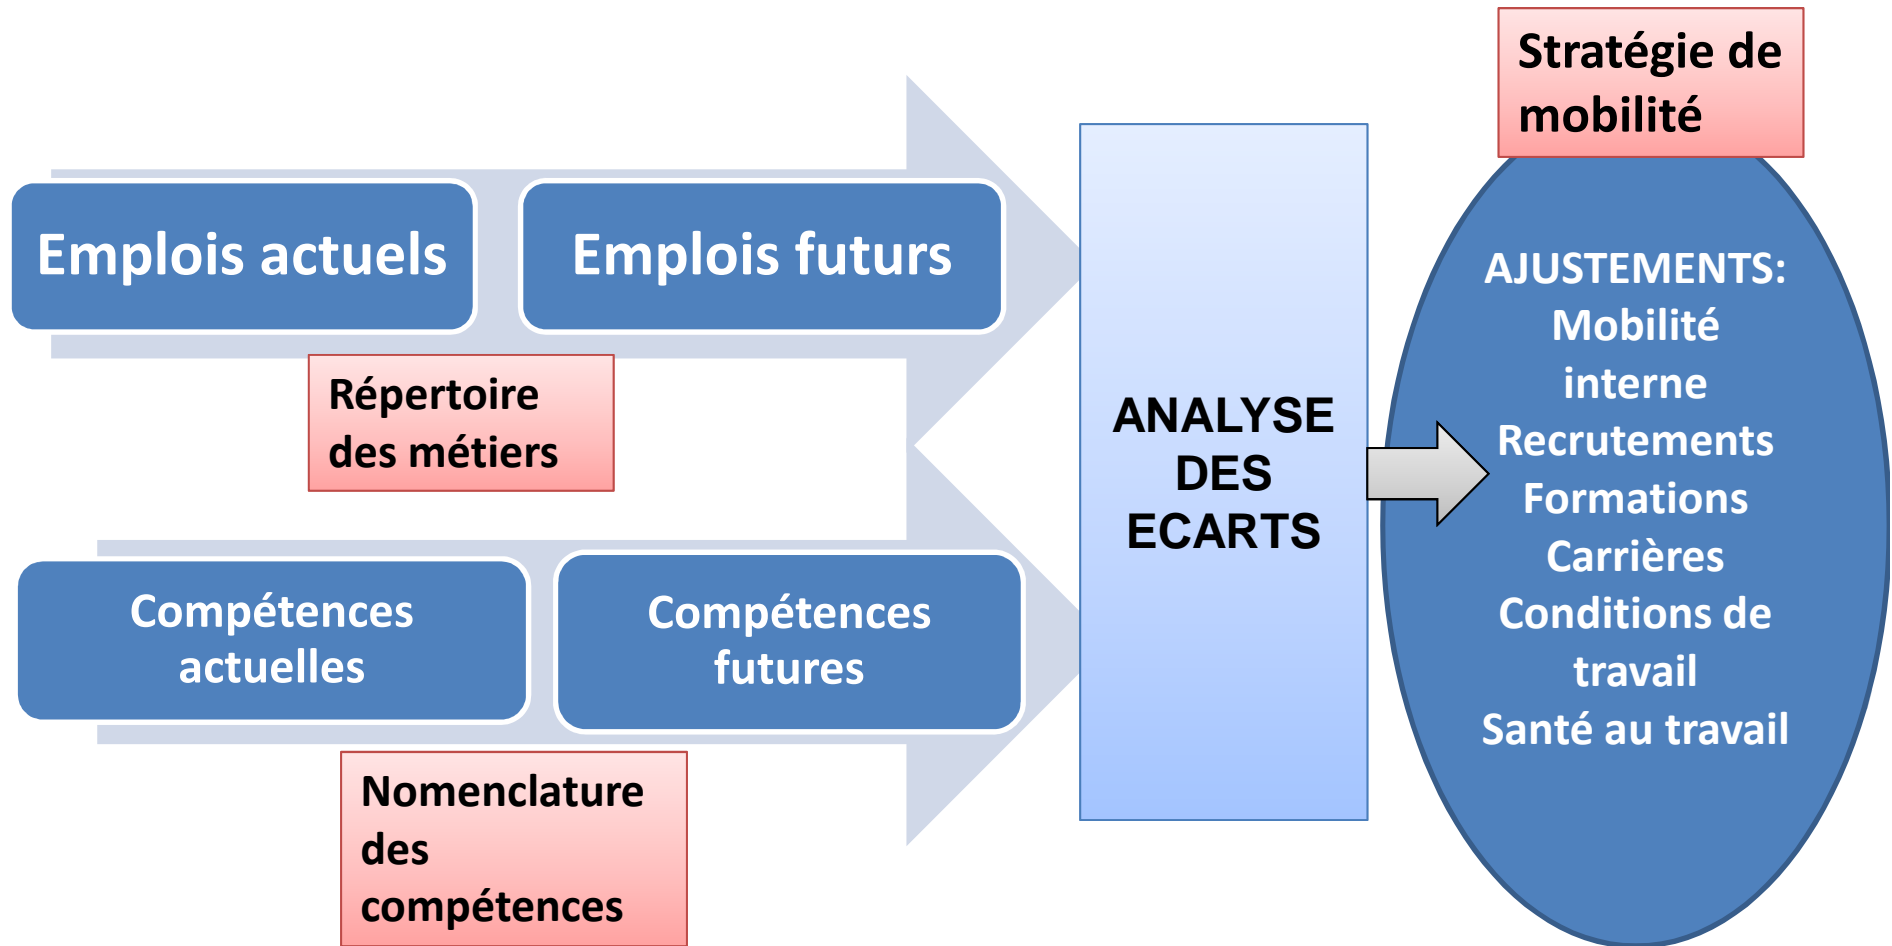 Emplois actuels
Emplois futurs
Répertoire
des métiers
Compétences
actuelles
Compétences
futures
Nomenclature
des
compétences
ANALYSE
DES
ECARTS
Stratégie de
mobilité
AJUSTEMENTS:
Mobilité
interne
Recrutements
Formations
Carrières
Conditions de
travail
Santé au travail